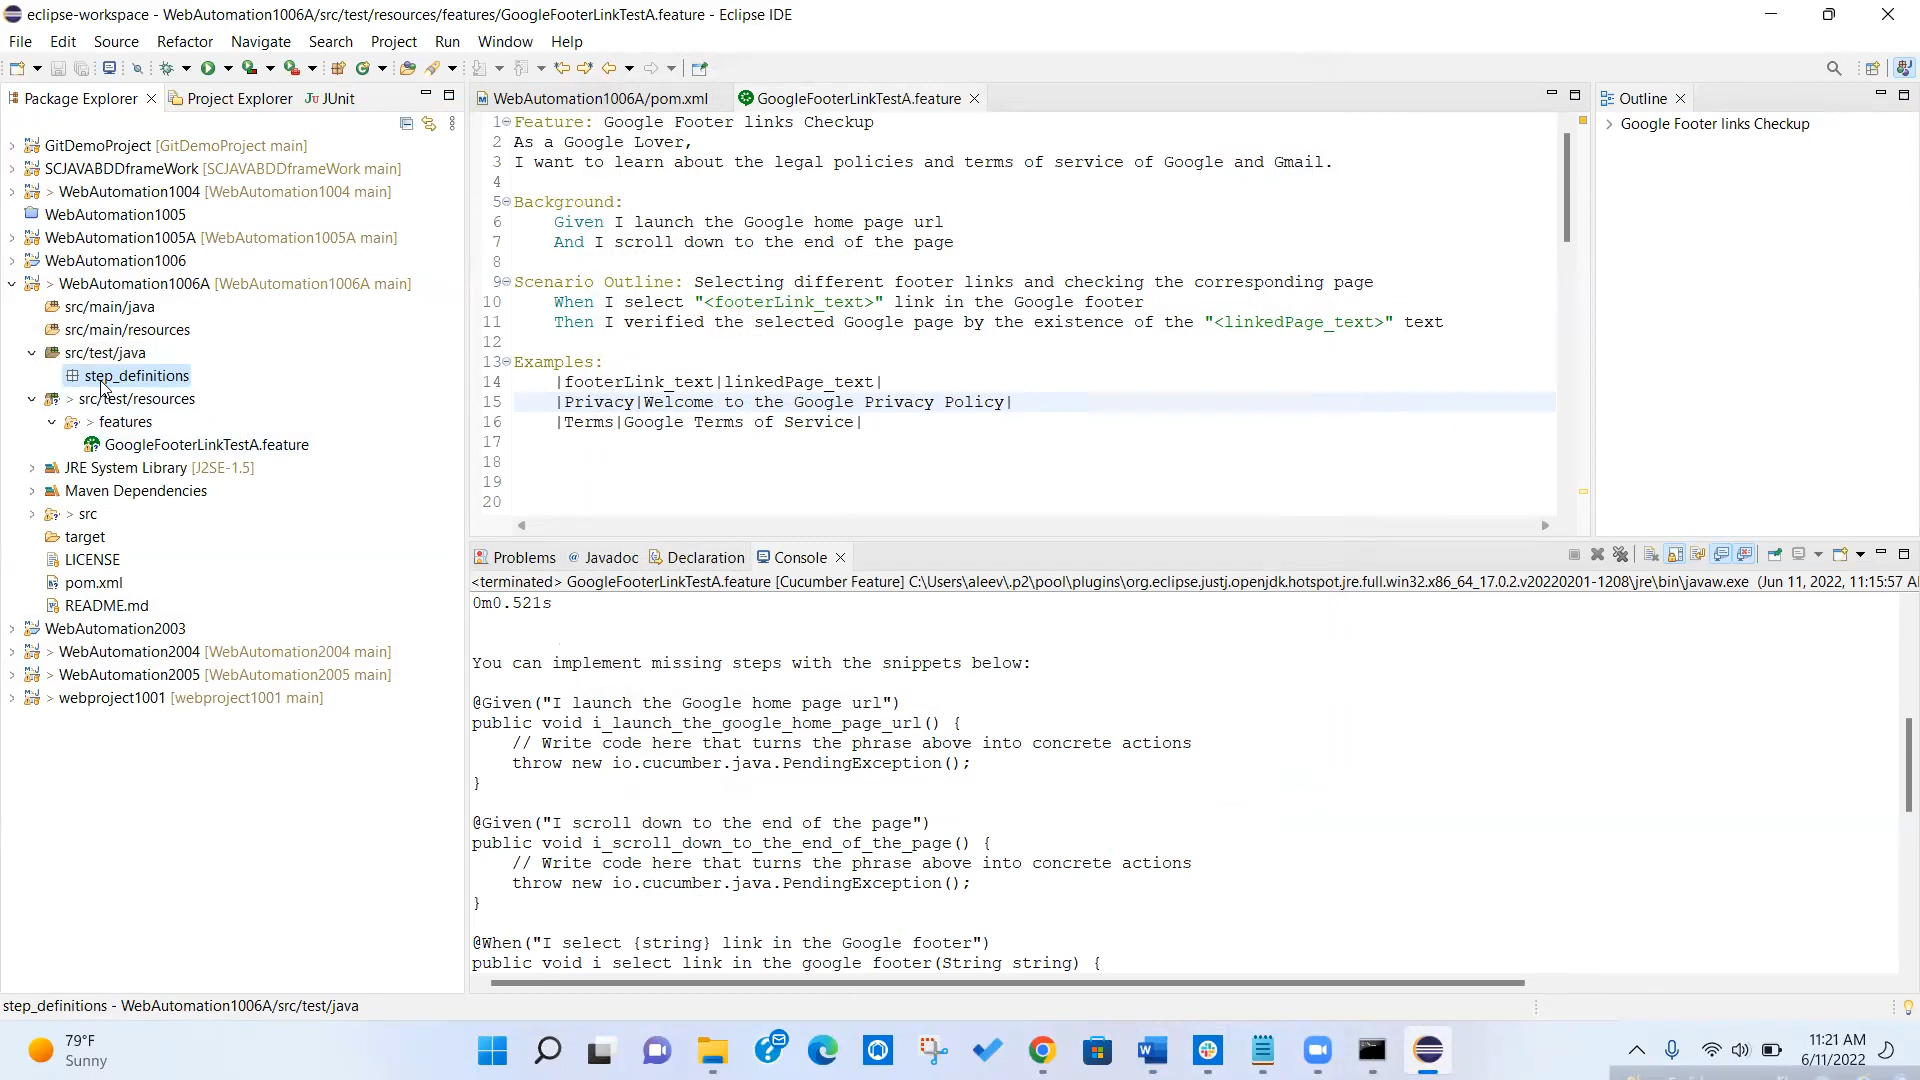 eclipse-workspace - WebAutomation1006A/src/test/resources/features/GoogleFooterLinkTestA.feature - Eclipse IDE
File Edit Source Refactor Navigate Search Project Run Window Help
Package Explorer Project Explorer JUnit
WebAutomation1006A/pom.xml GoogleFooterLinkTestA.feature
Outline
Google Footer links Checkup
GitDemoProject [GitDemoProject main]
SCJAVABDDframeWork [SCJAVABDDframeWork main]
> WebAutomation1004 [WebAutomation1004 main]
WebAutomation1005
WebAutomation1005A [WebAutomation1005A main]
WebAutomation1006
> WebAutomation1006A [WebAutomation1006A main]
src/main/java
src/main/resources
src/test/java
step_definitions
> src/test/resources
> features
GoogleFooterLinkTestA.feature
JRE System Library [J2SE-1.5]
Maven Dependencies
> src
target
LICENSE
pom.xml
README.md
WebAutomation2003
> WebAutomation2004 [WebAutomation2004 main]
> WebAutomation2005 [WebAutomation2005 main]
> webproject1001 [webproject1001 main]
1 Feature: Google Footer links Checkup
2 As a Google Lover,
3 I want to learn about the legal policies and terms of service of Google and Gmail.
4
5 Background:
6 Given I launch the Google home page url
7 And I scroll down to the end of the page
8
9 Scenario Outline: Selecting different footer links and checking the corresponding page
10 When I select "<footerLink_text>" link in the Google footer
11 Then I verified the selected Google page by the existence of the "<linkedPage_text>" text
12
13 Examples:
14 |footerLink_text|linkedPage_text|
15 |Privacy|Welcome to the Google Privacy Policy|
16 |Terms|Google Terms of Service|
17
18
19
20
Problems Javadoc Declaration Console
<terminated> GoogleFooterLinkTestA.feature [Cucumber Feature] C:\Users\aleev\.p2\pool\plugins\org.eclipse.justj.openjdk.hotspot.jre.full.win32.x86_64_17.0.2.v20220201-1208\jre\bin\javaw.exe (Jun 11, 2022, 11:15:57 A
0m0.521s
You can implement missing steps with the snippets below:
@Given("I launch the Google home page url")
public void i_launch_the_google_home_page_url() {
// Write code here that turns the phrase above into concrete actions
throw new io.cucumber.java.PendingException();
}
@Given("I scroll down to the end of the page")
public void i_scroll_down_to_the_end_of_the_page() {
// Write code here that turns the phrase above into concrete actions
throw new io.cucumber.java.PendingException();
}
@When("I select {string} link in the Google footer")
public void i select link in the google footer(String string) {
step_definitions - WebAutomation1006A/src/test/java
79°F
Sunny
11:21 AM
6/11/2022